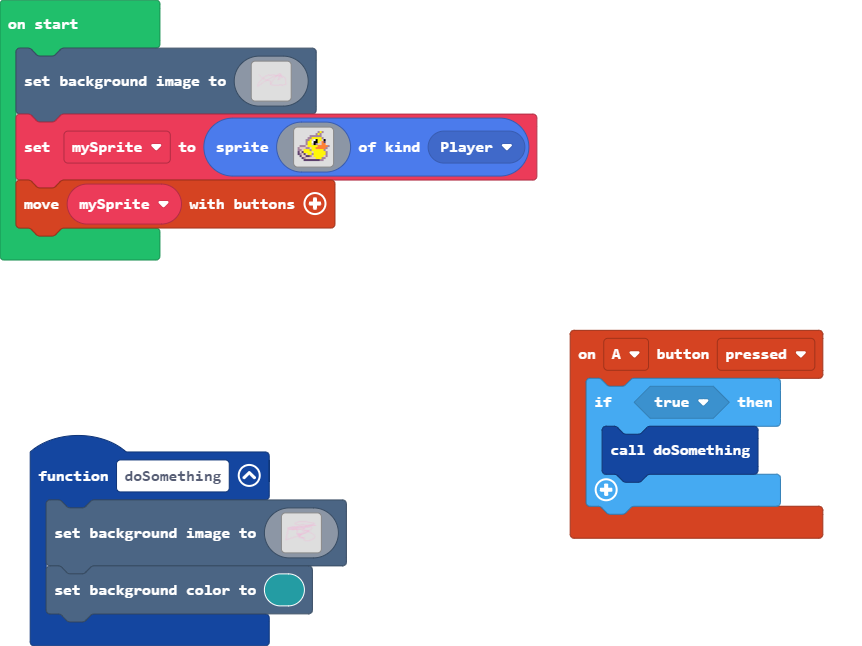 on start
set background image to
set mySprite to sprite of kind Player
move mySprite with buttons
on A button pressed
if true then
call doSomething
function doSomething
set background image to
set background color to